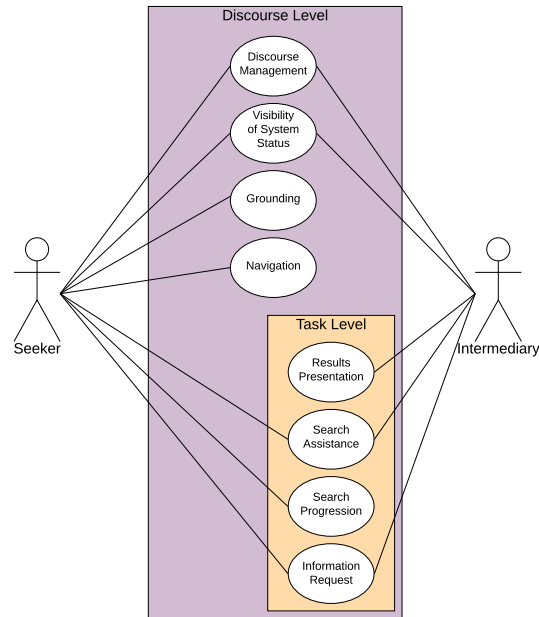 Discourse Level
Discourse
Management
Visibility
of System
Status
Grounding
Navigation
Seeker
Intermediary
Task Level
Results
Presentation
Search
Assistance
Search
Progression
Information
Request